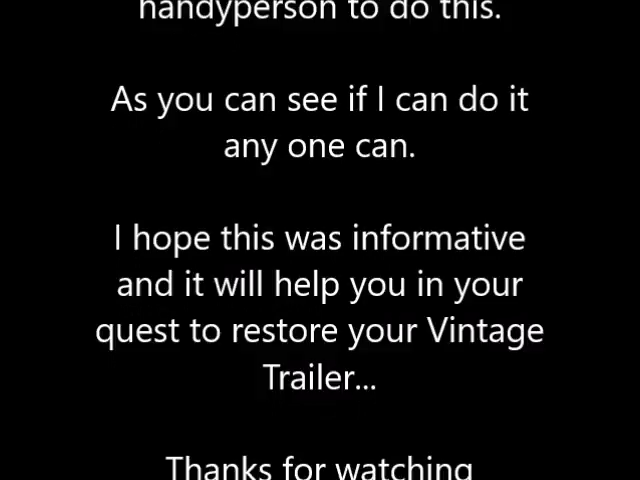 handyperson to do this.
As you can see if I can do it
any one can.
I hope this was informative
and it will help you in your
quest to restore your Vintage
Trailer...
Thanks for watching